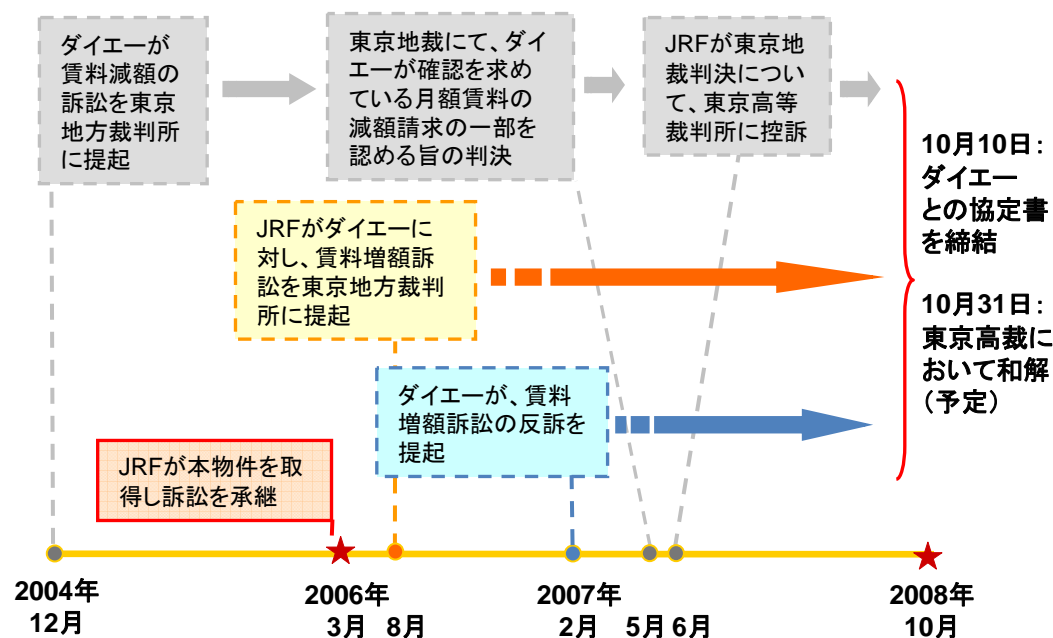 ダイエーが
賃料減額の
訴訟を東京
地方裁判所
に提起
東京地裁にて、ダイ
エーが確認を求め
ている月額賃料の
減額請求の一部を
認める旨の判決
JRFが東京地
裁判決につい
て、東京高等
裁判所に控訴
JRFがダイエーに
対し、賃料増額訴
訟を東京地方裁判
所に提起
ダイエーが、賃料
増額訴訟の反訴を
提起
JRFが本物件を取
得し訴訟を承継
10月10日：
ダイエー
との協定書
を締結
10月31日：
東京高裁に
おいて和解
（予定）
2004年
12月
2006年
3月
8月
2007年
2月
5月
6月
2008年
10月